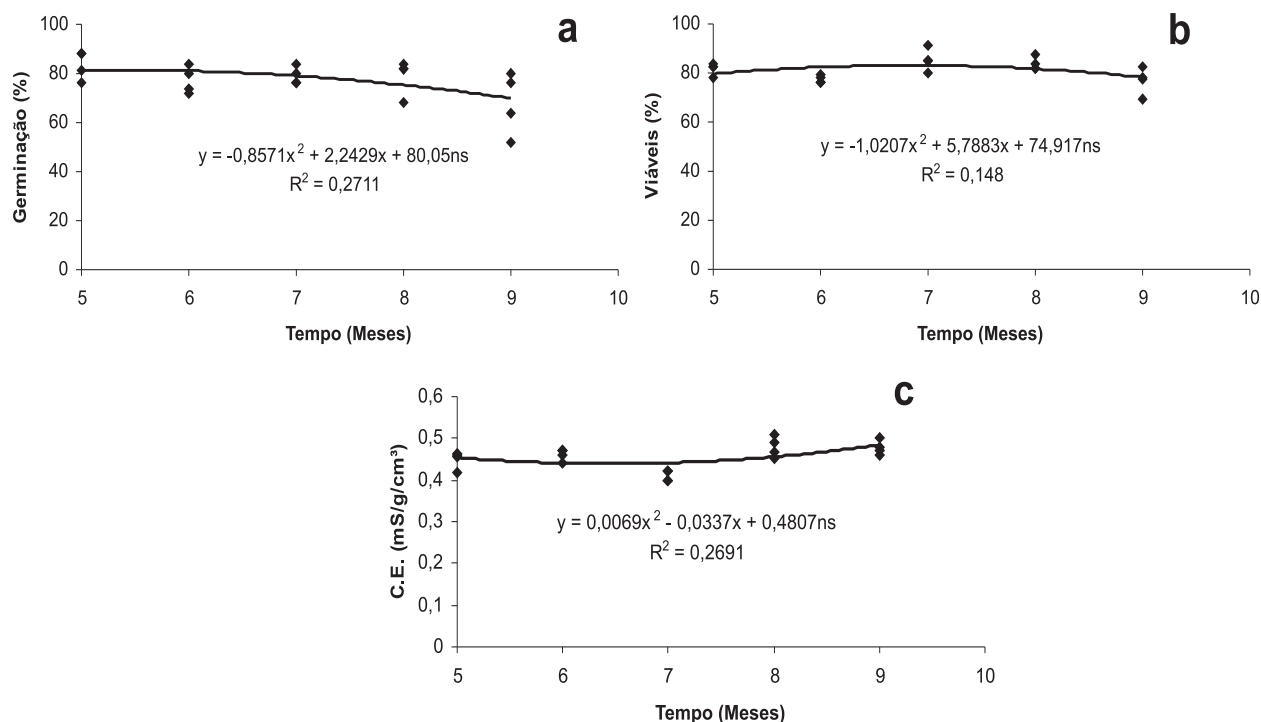 a
100
80
60
40
20
0
Germinação (%)
y = -0,8571x² + 2,2429x + 80,05ns
R² = 0,2711
5 6 7 8 9 10
Tempo (Meses)
b
100
80
60
40
20
0
Viáveis (%)
y = -1,0207x² + 5,7883x + 74,917ns
R² = 0,148
5 6 7 8 9 10
Tempo (Meses)
c
0,6
0,5
0,4
0,3
0,2
0,1
0
C.E. (mS/g/cm³)
y = 0,0069x² - 0,0337x + 0,4807ns
R² = 0,2691
5 6 7 8 9 10
Tempo (Meses)